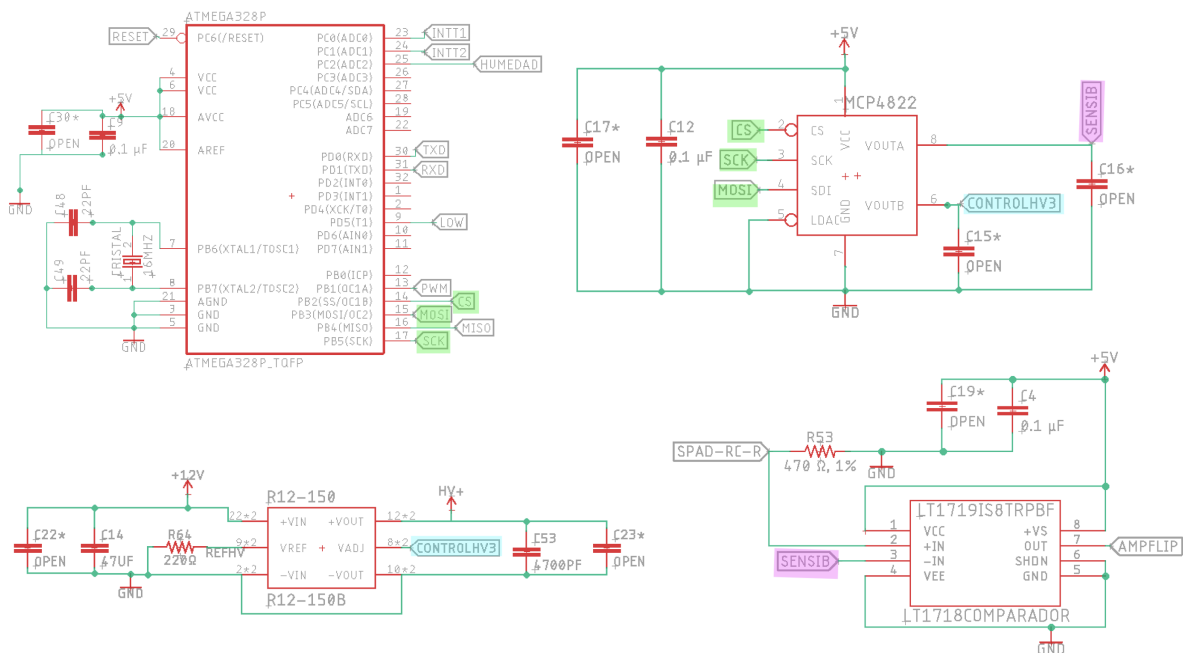 ATMEGA328P
RESET
29
PC6(/RESET)
PC0(ADC0)
23
INTT1
PC1(ADC1)
24
INTT2
PC2(ADC2)
25
HUMEDAD
PC3(ADC3)
26
4
VCC
PC4(ADC4/SDA)
27
6
VCC
PC5(ADC5/SCL)
28
18
AVCC
ADC6
19
ADC7
22
20
AREF
+5V
C30*
OPEN
C9
0.1 µF
GND
PD0(RXD)
30
TXD
PD1(TXD)
31
RXD
PD2(INT0)
32
PD3(INT1)
1
PD4(XCK/T0)
2
PD5(T1)
9
LOW
PD6(AIN0)
10
PD7(AIN1)
11
C48
22PF
C49
22PF
CRISTAL
16MHZ
2
1
7
PB6(XTAL1/TOSC1)
8
PB7(XTAL2/TOSC2)
21
AGND
3
GND
5
GND
GND
PB0(ICP)
12
PB1(OC1A)
13
PWM
PB2(SS/OC1B)
14
CS
PB3(MOSI/OC2)
15
MOSI
PB4(MISO)
16
MISO
PB5(SCK)
17
SCK
ATMEGA328P_TQFP
+5V
C17*
OPEN
C12
0.1 µF
MCP4822
1
VCC
CS
2
CS
SCK
3
SCK
MOSI
4
SDI
5
LDAC
GND
7
VOUTA
8
VOUTB
6
SENSIB
C16*
OPEN
CONTROLHV3
C15*
OPEN
GND
+12V
C22*
OPEN
C14
47UF
R64
220Ω
REFHV
GND
R12-150
22*2
+VIN
+VOUT
12*2
9*2
VREF
VADJ
8*2
CONTROLHV3
2*2
-VIN
-VOUT
10*2
R12-150B
HV+
C53
4700PF
C23*
OPEN
+5V
C19*
OPEN
C4
0.1 µF
SPAD-RC-R
R53
470 Ω, 1%
GND
LT1719IS8TRPBF
1
VCC
+VS
8
2
+IN
OUT
7
AMPFLIP
SENSIB
3
-IN
SHDN
6
4
VEE
GND
5
LT1718COMPARADOR
GND